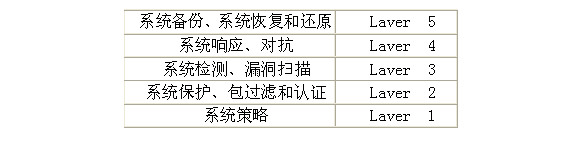 系统备份、系统恢复和还原 Laver 5
系统响应、对抗 Laver 4
系统检测、漏洞扫描 Laver 3
系统保护、包过滤和认证 Laver 2
系统策略 Laver 1